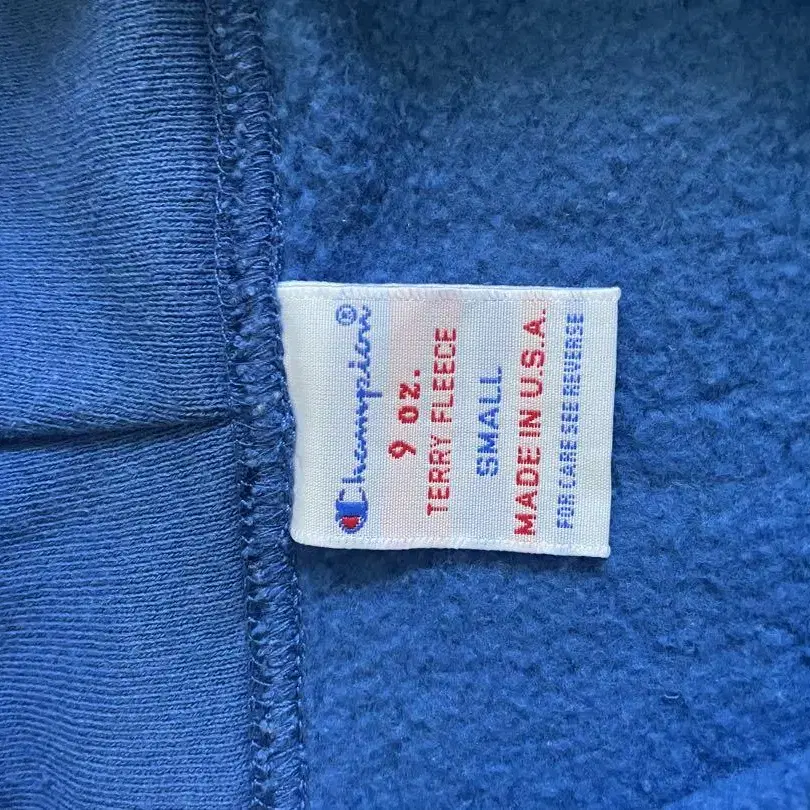 Champion®
9 OZ.
TERRY FLEECE
SMALL
MADE IN U.S.A.
FOR CARE SEE REVERSE